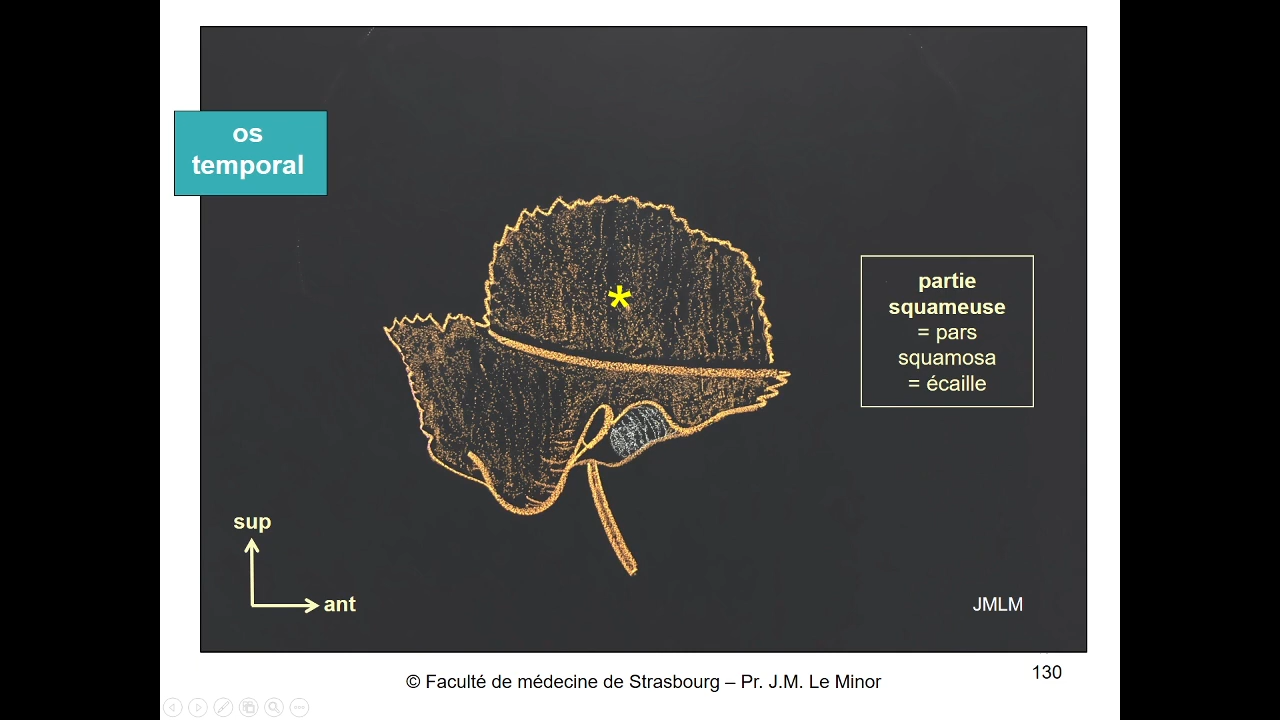 os
temporal
*
partie
squameuse
= pars
squamosa
= écaille
sup
ant
JMLM
130
© Faculté de médecine de Strasbourg – Pr. J.M. Le Minor